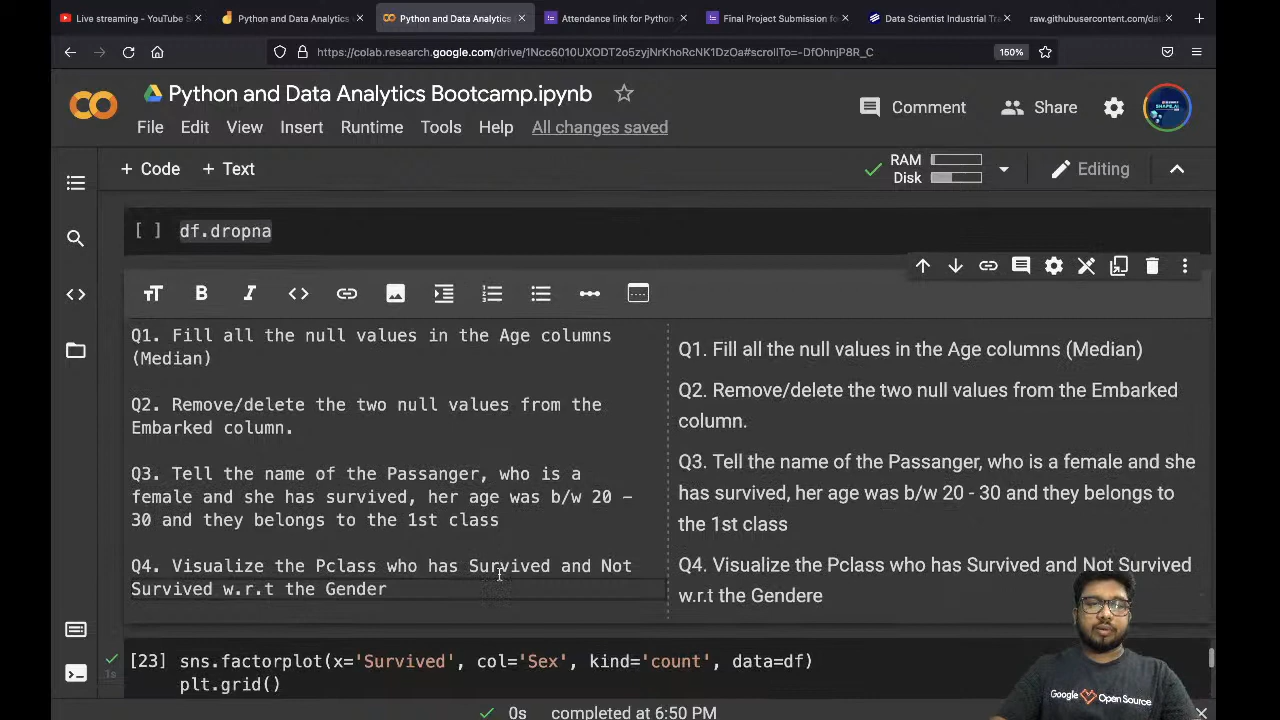 Live streaming - YouTube S
Python and Data Analytics
Python and Data Analytics
Attendance link for Python
Final Project Submission fo
Data Scientist Industrial Tra
raw.githubusercontent.com/dat
https://colab.research.google.com/drive/1Ncc6010UXODT2o5zyjNrKhoRcNK1DzOa#scrollTo=-DfOhnjP8R_C
150%
Python and Data Analytics Bootcamp.ipynb
Comment
Share
File Edit View Insert Runtime Tools Help All changes saved
+ Code + Text
RAM
Disk
Editing
[ ] df.dropna
Q1. Fill all the null values in the Age columns
(Median)
Q2. Remove/delete the two null values from the
Embarked column.
Q3. Tell the name of the Passanger, who is a
female and she has survived, her age was b/w 20 -
30 and they belongs to the 1st class
Q4. Visualize the Pclass who has Survived and Not
Survived w.r.t the Gender
Q1. Fill all the null values in the Age columns (Median)
Q2. Remove/delete the two null values from the Embarked
column.
Q3. Tell the name of the Passanger, who is a female and she
has survived, her age was b/w 20 - 30 and they belongs to
the 1st class
Q4. Visualize the Pclass who has Survived and Not Survived
w.r.t the Gendere
[23] sns.factorplot(x='Survived', col='Sex', kind='count', data=df)
plt.grid()
1s
0s completed at 6:50 PM
Google Open Source